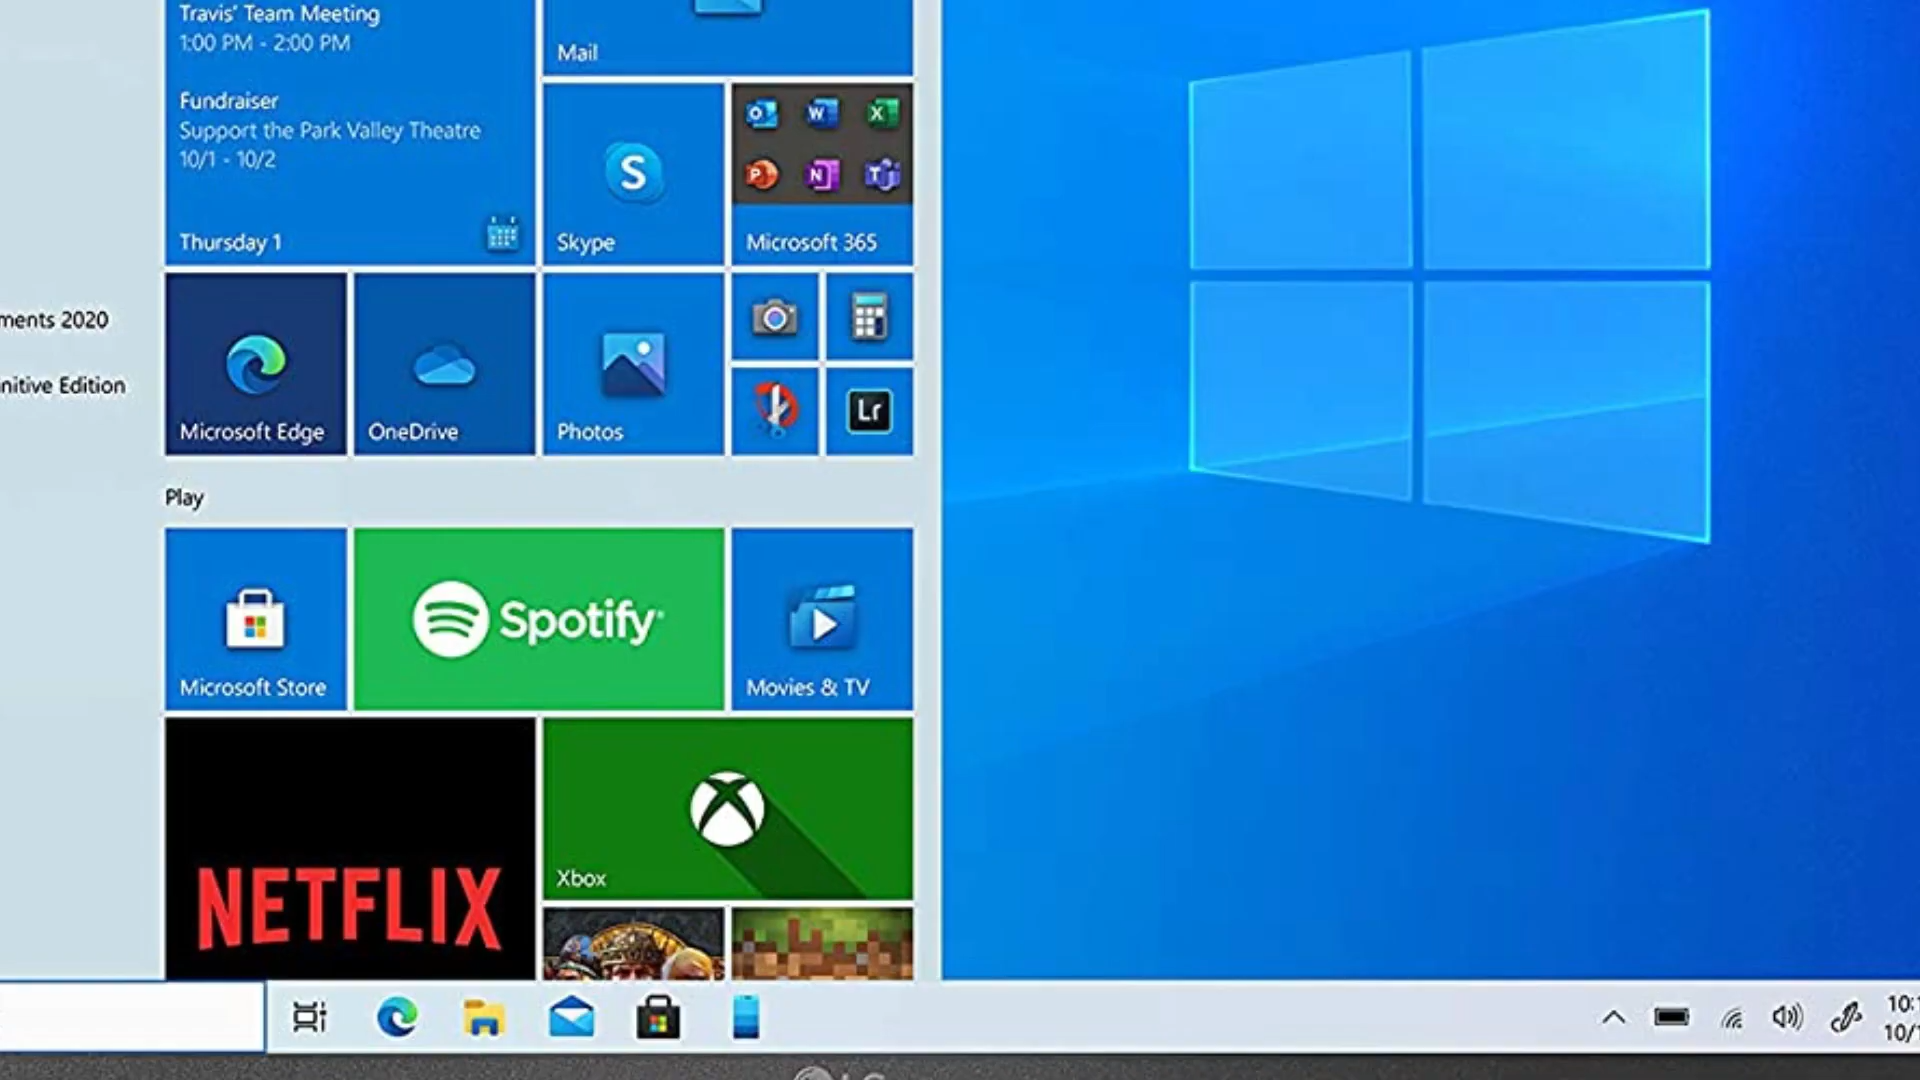 Travis' Team Meeting
1:00 PM - 2:00 PM
Fundraiser
Support the Park Valley Theatre
10/1 - 10/2
Thursday 1
Mail
S
Skype
O W X
P N T
Microsoft 365
2020
Edition
Microsoft Edge
OneDrive
Photos
Lr
Play
Microsoft Store
Spotify
Movies & TV
NETFLIX
Xbox